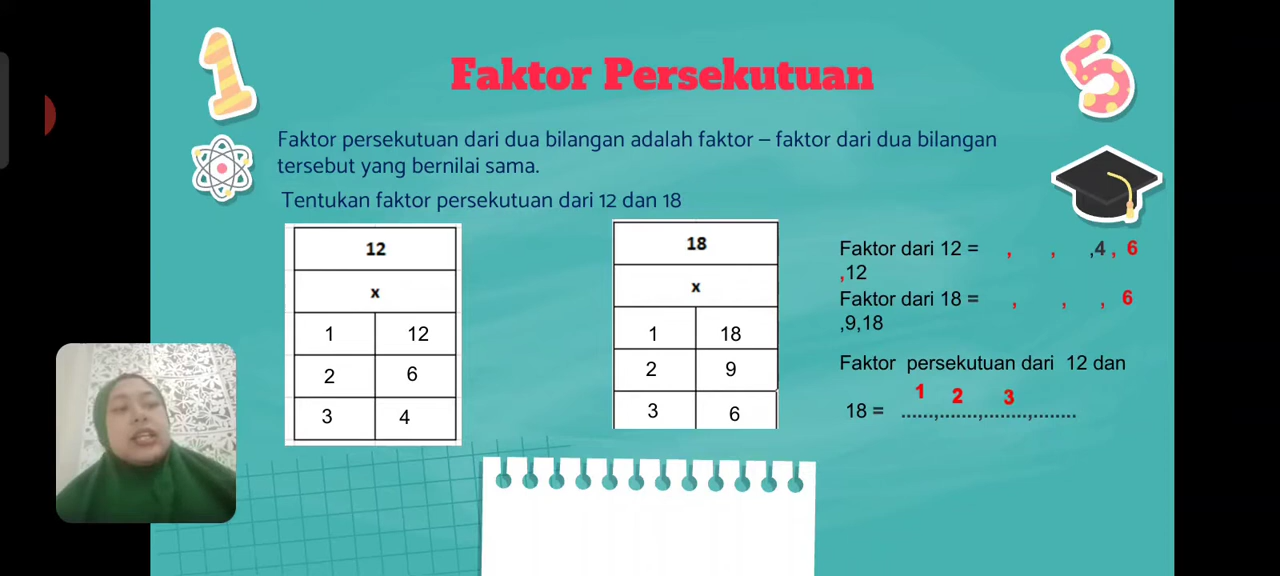 1
5
Faktor Persekutuan
Faktor persekutuan dari dua bilangan adalah faktor – faktor dari dua bilangan
tersebut yang bernilai sama.
Tentukan faktor persekutuan dari 12 dan 18
12
x
1 12
2 6
3 4
18
x
1 18
2 9
3 6
Faktor dari 12 = , , ,4, 6
,12
Faktor dari 18 = , , , 6
,9,18
Faktor persekutuan dari 12 dan
1 2 3
18 = ......,.......,........,........